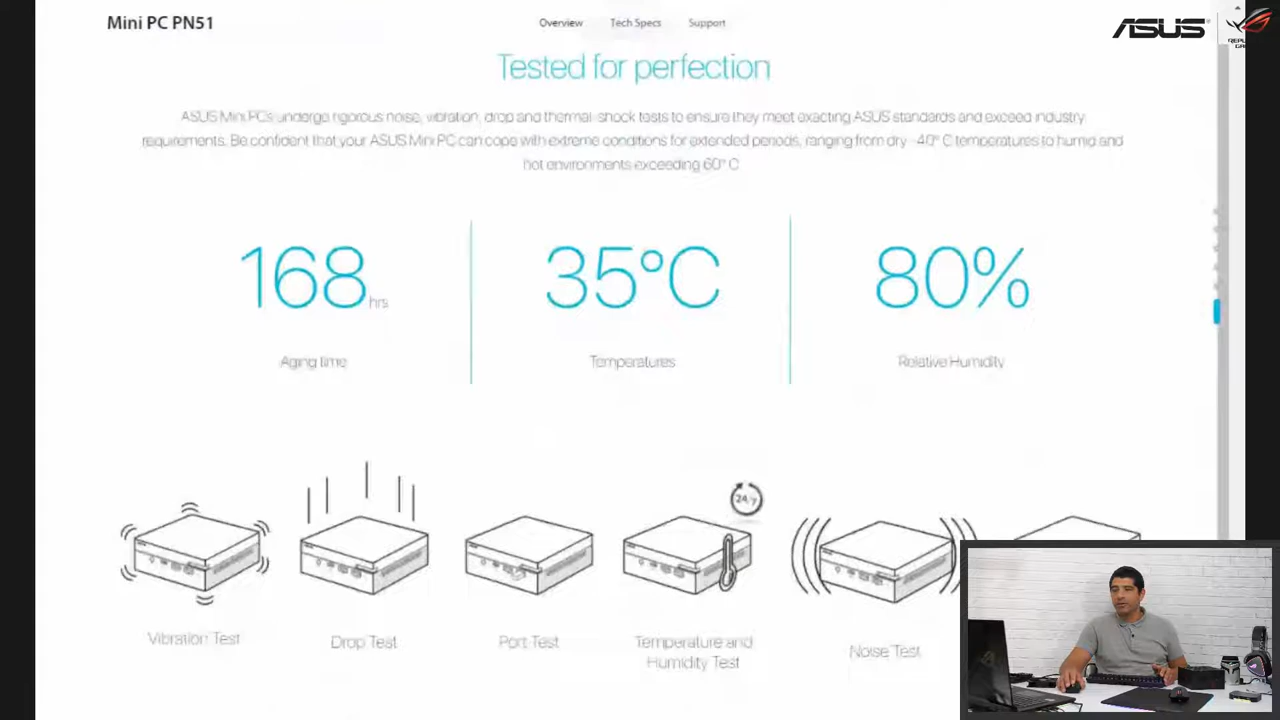 Mini PC PN51
Overview
Tech Specs
Support
ASUS
Tested for perfection
ASUS Mini PCs undergo rigorous noise, vibration, drop and thermal-shock tests to ensure they meet exacting ASUS standards and exceed industry
requirements. Be confident that your ASUS Mini PC can cope with extreme conditions for extended periods, ranging from dry -40° C temperatures to humid and
hot environments exceeding 60° C
168 hrs
35°C
80%
Aging time
Temperatures
Relative Humidity
24/7
Vibration Test
Drop Test
Port Test
Temperature and
Humidity Test
Noise Test